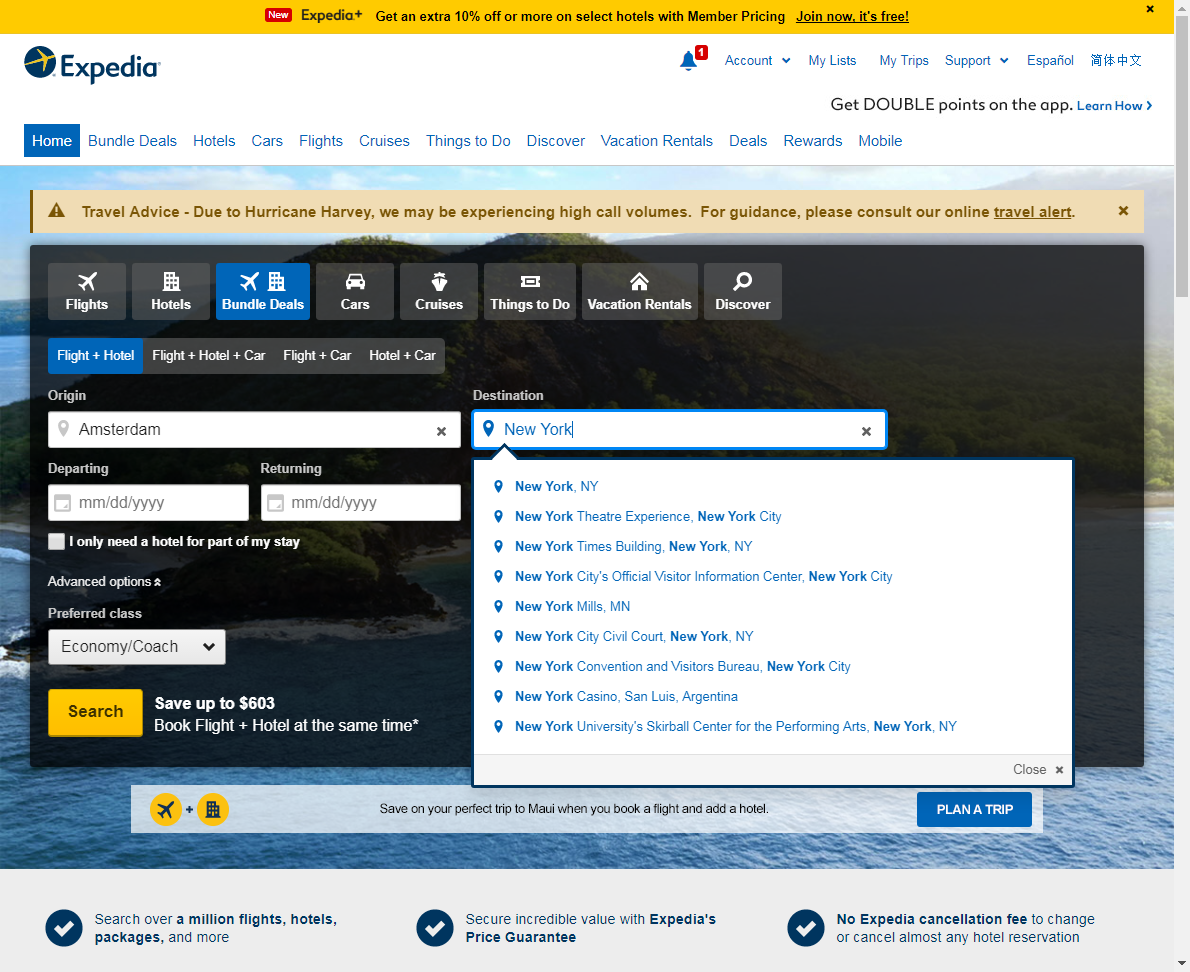 New Expedia+ Get an extra 10% off or more on select hotels with Member Pricing Join now, it's free!
Expedia
1
Account My Lists My Trips Support Español 简体中文
Get DOUBLE points on the app. Learn How
Home Bundle Deals Hotels Cars Flights Cruises Things to Do Discover Vacation Rentals Deals Rewards Mobile
Travel Advice - Due to Hurricane Harvey, we may be experiencing high call volumes. For guidance, please consult our online travel alert.
Flights Hotels Bundle Deals Cars Cruises Things to Do Vacation Rentals Discover
Flight + Hotel Flight + Hotel + Car Flight + Car Hotel + Car
Origin Destination
Amsterdam New York
Departing Returning
mm/dd/yyyy mm/dd/yyyy
I only need a hotel for part of my stay
Advanced options
Preferred class
Economy/Coach
Search
Save up to $603
Book Flight + Hotel at the same time*
New York, NY
New York Theatre Experience, New York City
New York Times Building, New York, NY
New York City's Official Visitor Information Center, New York City
New York Mills, MN
New York City Civil Court, New York, NY
New York Convention and Visitors Bureau, New York City
New York Casino, San Luis, Argentina
New York University's Skirball Center for the Performing Arts, New York, NY
Close
+ Save on your perfect trip to Maui when you book a flight and add a hotel. PLAN A TRIP
Search over a million flights, hotels,
packages, and more
Secure incredible value with Expedia's
Price Guarantee
No Expedia cancellation fee to change
or cancel almost any hotel reservation